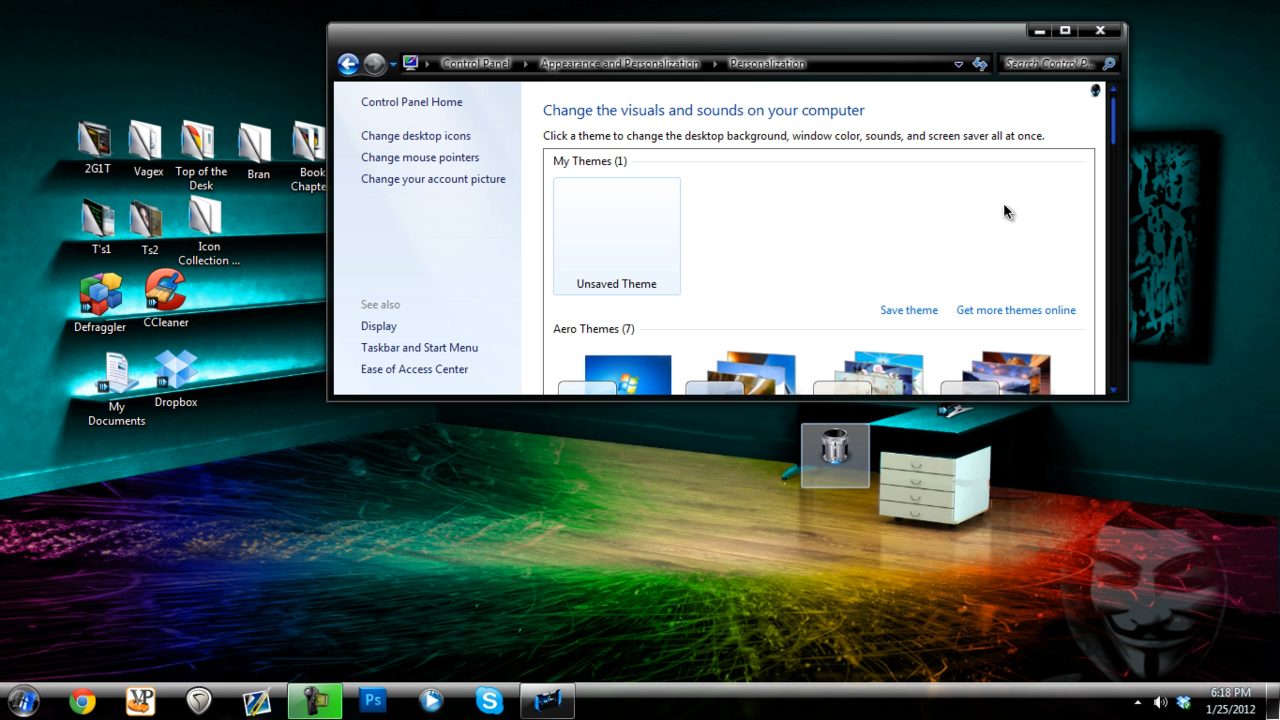 Control Panel
Appearance and Personalization
Personalization
Search Control P...
Control Panel Home
Change desktop icons
Change mouse pointers
Change your account picture
See also
Display
Taskbar and Start Menu
Ease of Access Center
Change the visuals and sounds on your computer
Click a theme to change the desktop background, window color, sounds, and screen saver all at once.
My Themes (1)
Unsaved Theme
Save theme
Get more themes online
Aero Themes (7)
2G1T
Vagex
Top of the
Desk
Bran
Book
Chapte
T's1
Ts2
Icon
Collection ...
Defraggler
CCleaner
My
Documents
Dropbox
VP
Ps
6:18 PM
1/25/2012